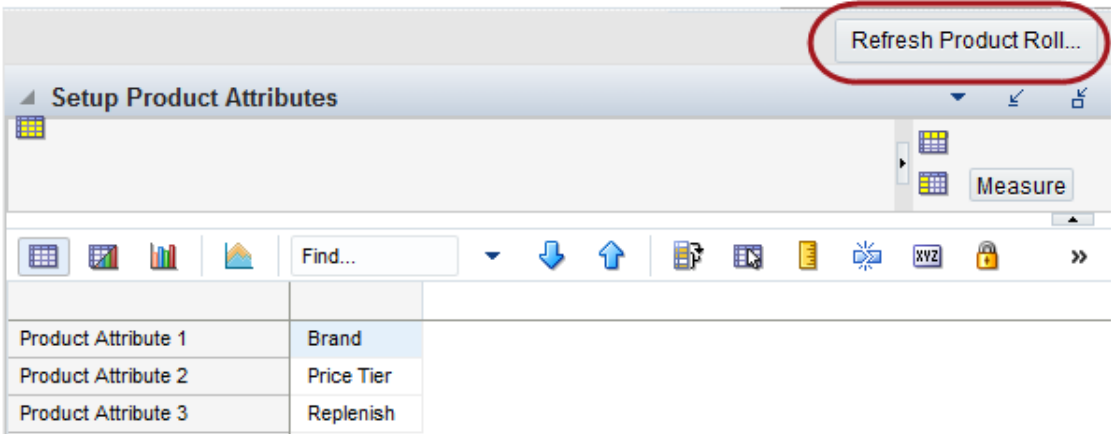 Refresh Product Roll...
Setup Product Attributes
Measure
Find...
XYZ
»
Product Attribute 1 Brand
Product Attribute 2 Price Tier
Product Attribute 3 Replenish